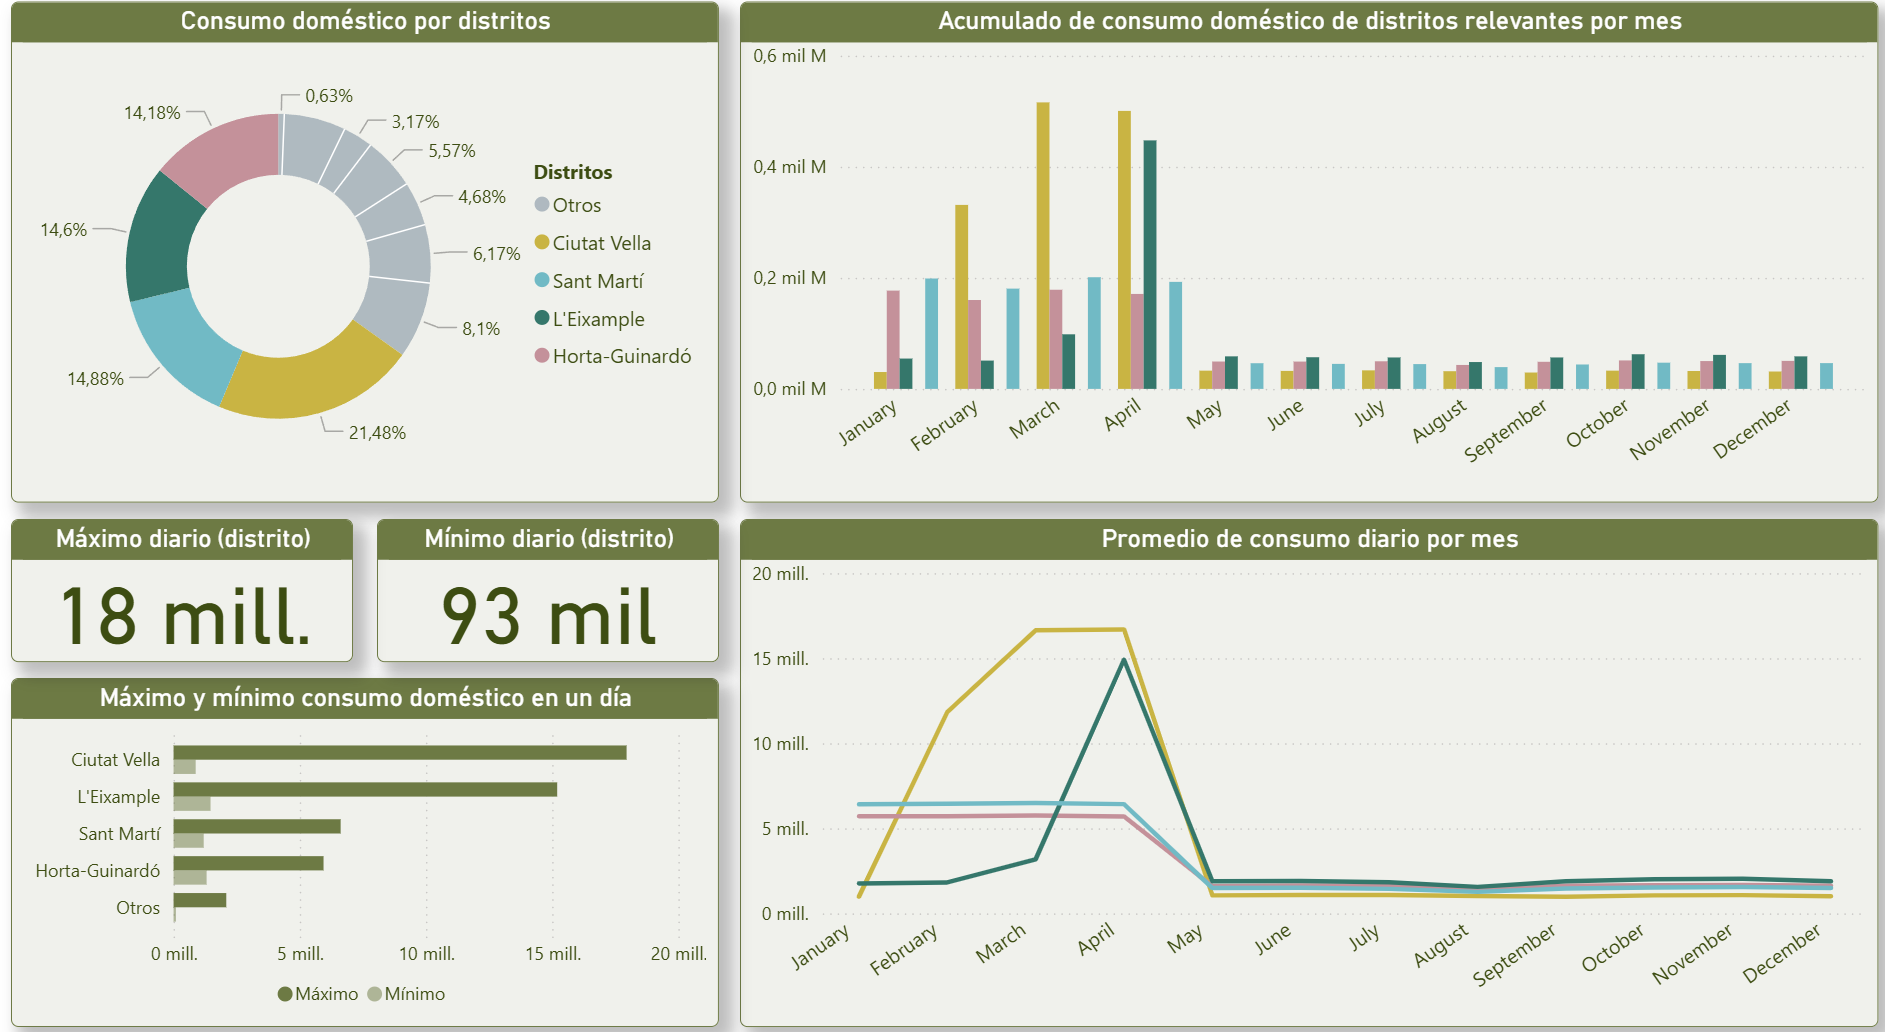 Consumo doméstico por distritos
0,63%
3,17%
5,57%
4,68%
6,17%
8,1%
21,48%
14,88%
14,6%
14,18%
Distritos
Otros
Ciutat Vella
Sant Martí
L'Eixample
Horta-Guinardó
Acumulado de consumo doméstico de distritos relevantes por mes
0,6 mil M
0,4 mil M
0,2 mil M
0,0 mil M
January
February
March
April
May
June
July
August
September
October
November
December
Máximo diario (distrito)
18 mill.
Mínimo diario (distrito)
93 mil
Máximo y mínimo consumo doméstico en un día
Ciutat Vella
L'Eixample
Sant Martí
Horta-Guinardó
Otros
0 mill.
5 mill.
10 mill.
15 mill.
20 mill.
Máximo
Mínimo
Promedio de consumo diario por mes
20 mill.
15 mill.
10 mill.
5 mill.
0 mill.
January
February
March
April
May
June
July
August
September
October
November
December